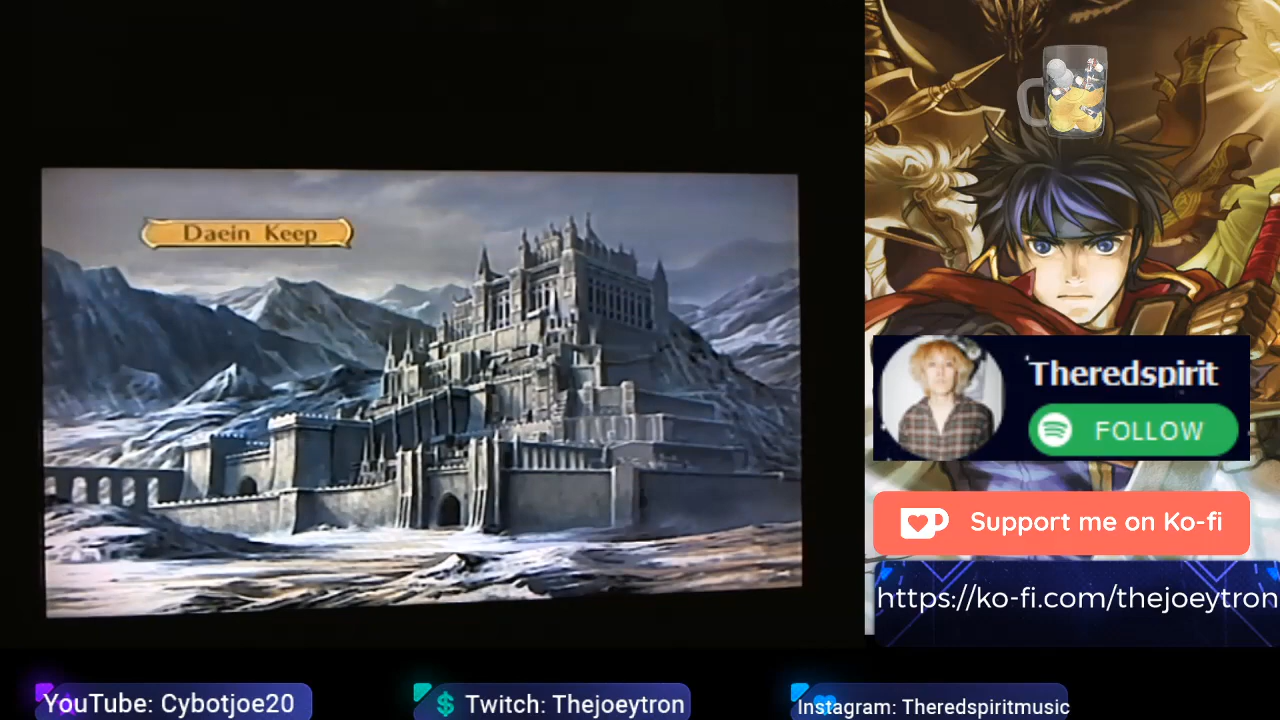 Daein Keep
Theredspirit
FOLLOW
Support me on Ko-fi
https://ko-fi.com/thejoeytron
YouTube: Cybotjoe20
Twitch: Thejoeytron
Instagram: Theredspiritmusic